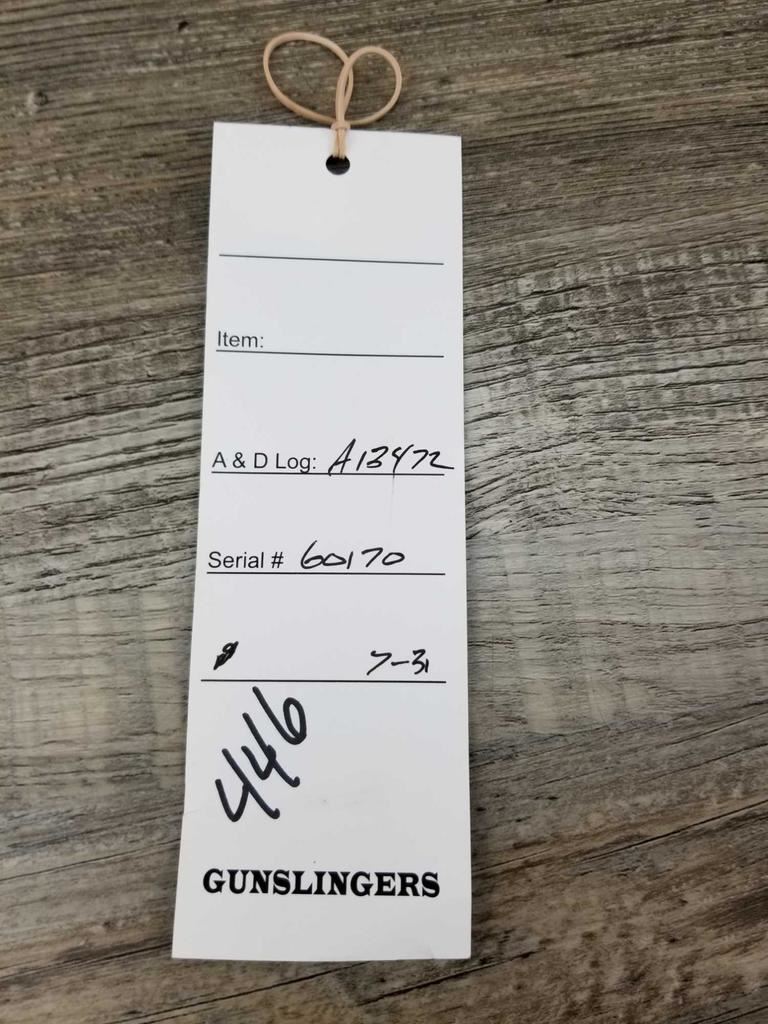 Item:
A & D Log: A13472
Serial # 60170
7-31
446
GUNSLINGERS